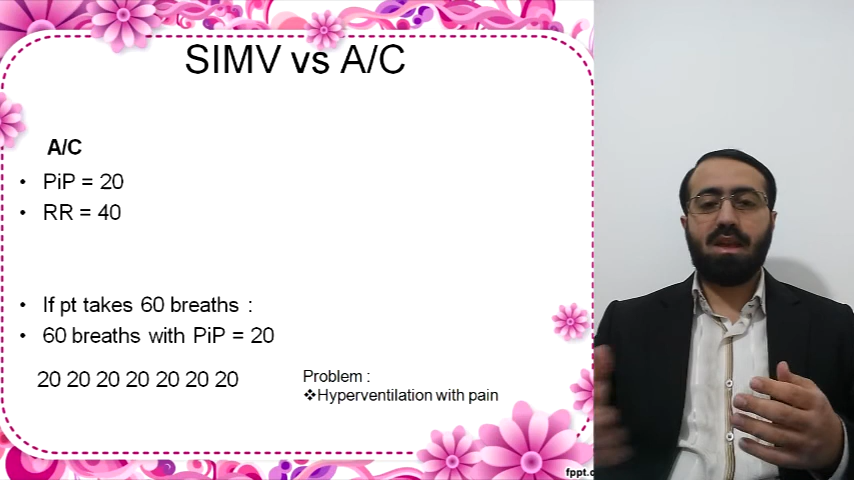 SIMV vs A/C
A/C
• PiP = 20
• RR = 40
• If pt takes 60 breaths :
• 60 breaths with PiP = 20
20 20 20 20 20 20 20
Problem :
❖Hyperventilation with pain